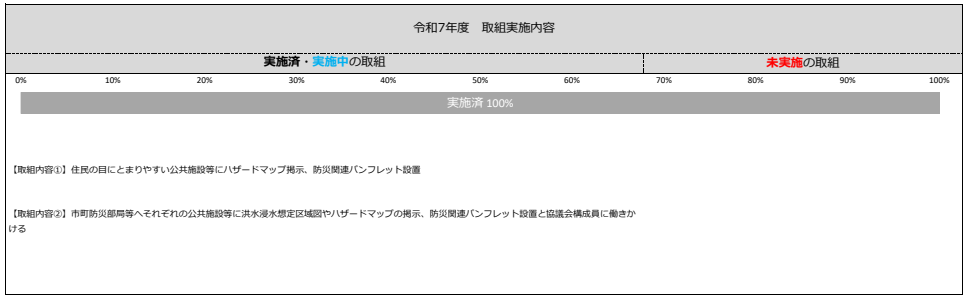 令和7年度　取組実施内容
実施済・実施中の取組　未実施の取組
0%　10%　20%　30%　40%　50%　60%　70%　80%　90%　100%
実施済 100%
【取組内容①】住民の目にとまりやすい公共施設等にハザードマップ掲示、防災関連パンフレット設置
【取組内容②】市町防災部局等へそれぞれの公共施設等に洪水浸水想定区域図やハザードマップの掲示、防災関連パンフレット設置と協議会構成員に働きか
ける